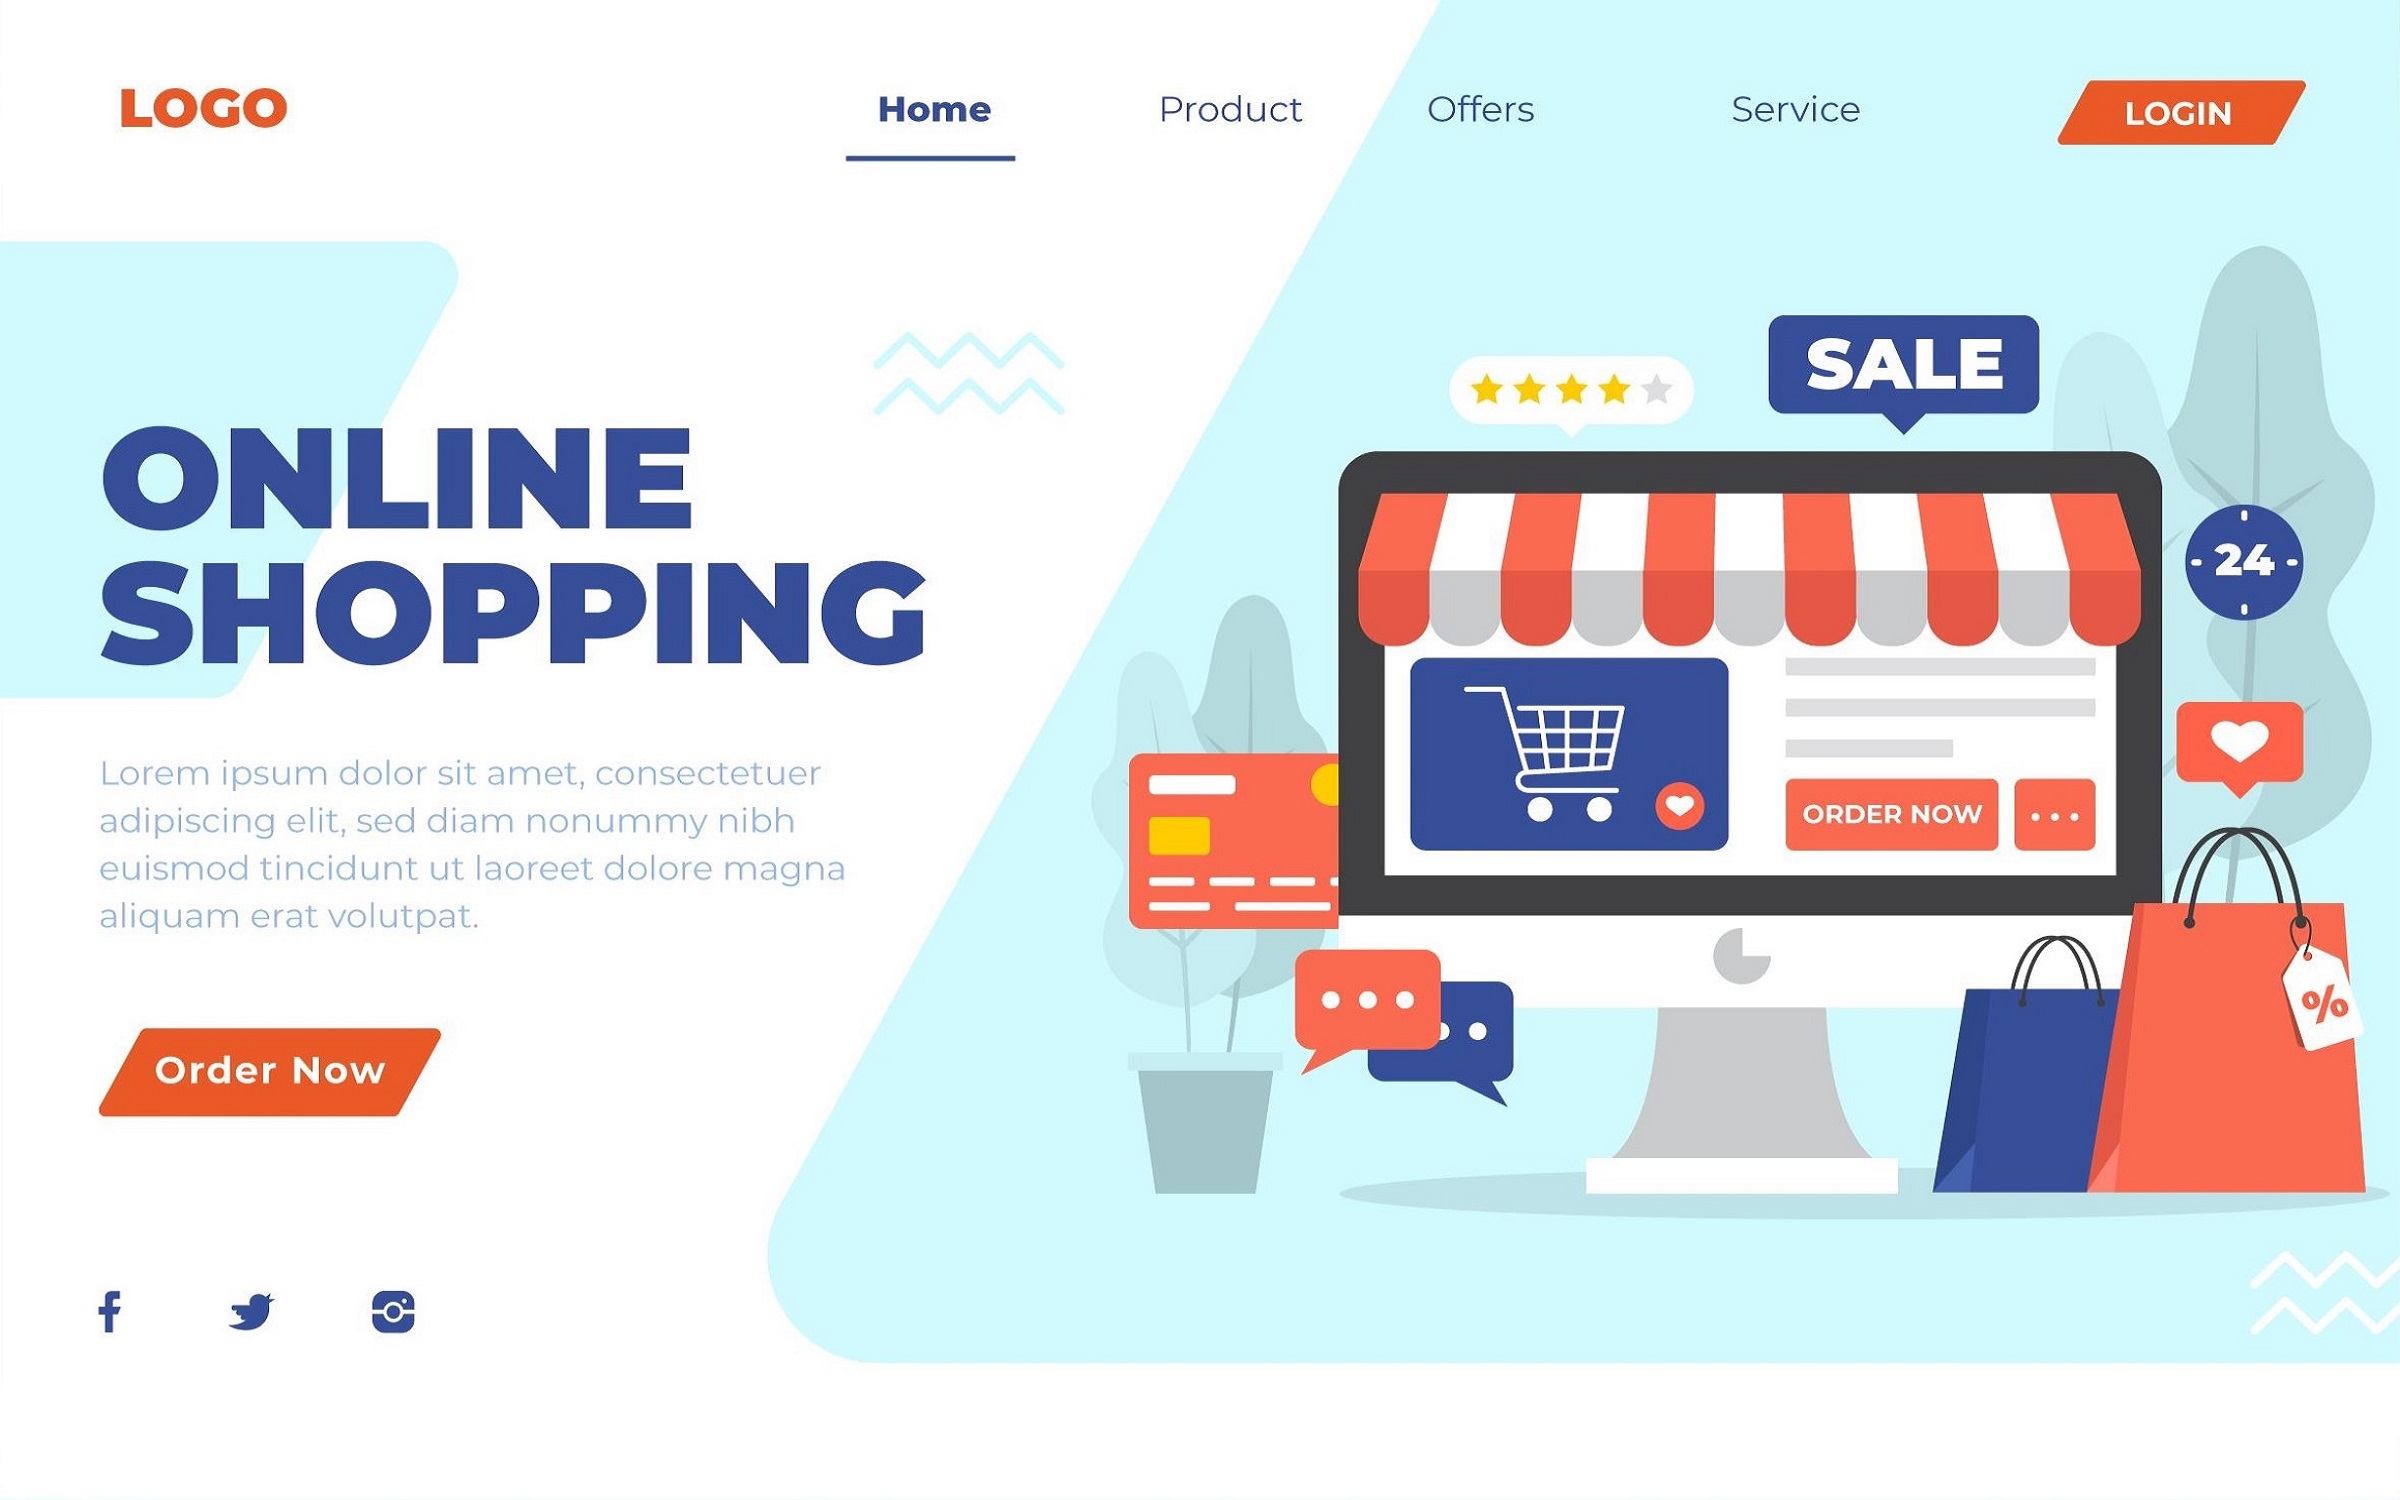 LOGO
Home
Product
Offers
Service
LOGIN
ONLINE
SHOPPING
Lorem ipsum dolor sit amet, consectetuer
adipiscing elit, sed diam nonummy nibh
euismod tincidunt ut laoreet dolore magna
aliquam erat volutpat.
Order Now
SALE
24
ORDER NOW
%